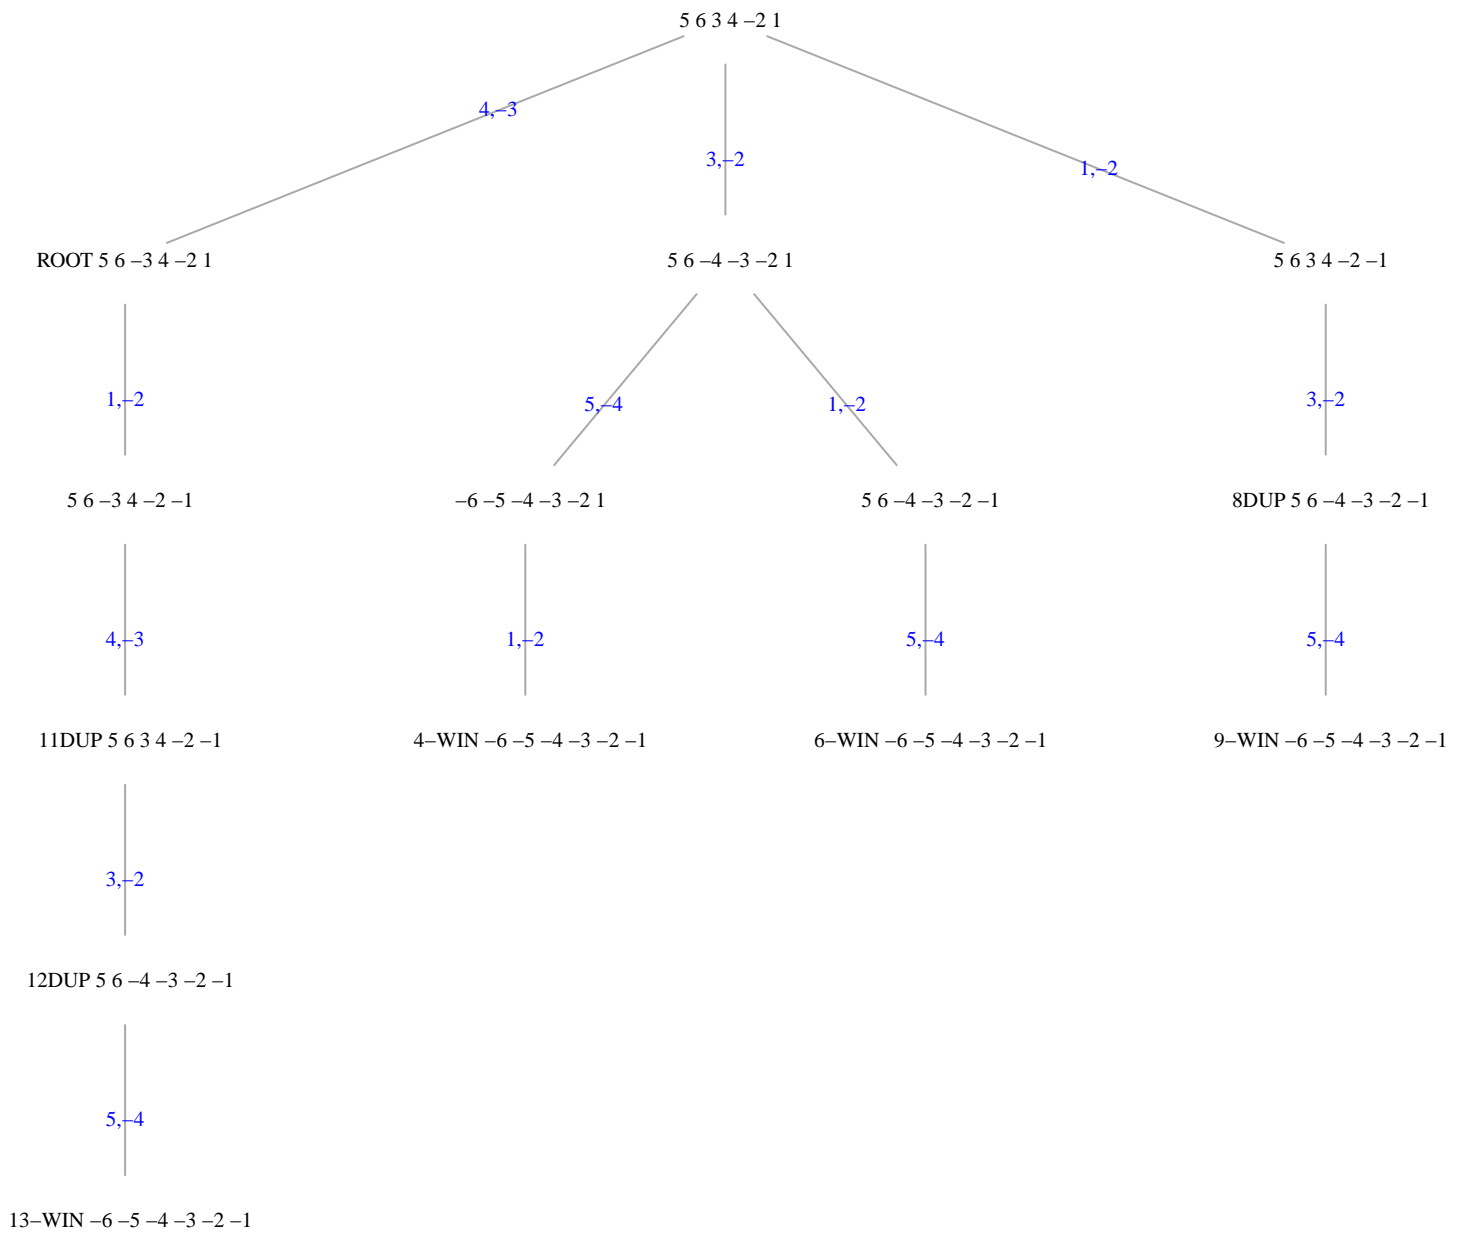 5 6 3 4 –2 1
4,–3
3,–2
1,–2
ROOT 5 6 –3 4 –2 1
5 6 –4 –3 –2 1
5 6 3 4 –2 –1
1,–2
5,–4
1,–2
3,–2
5 6 –3 4 –2 –1
–6 –5 –4 –3 –2 1
5 6 –4 –3 –2 –1
8DUP 5 6 –4 –3 –2 –1
4,–3
1,–2
5,–4
5,–4
11DUP 5 6 3 4 –2 –1
4–WIN –6 –5 –4 –3 –2 –1
6–WIN –6 –5 –4 –3 –2 –1
9–WIN –6 –5 –4 –3 –2 –1
3,–2
12DUP 5 6 –4 –3 –2 –1
5,–4
13–WIN –6 –5 –4 –3 –2 –1